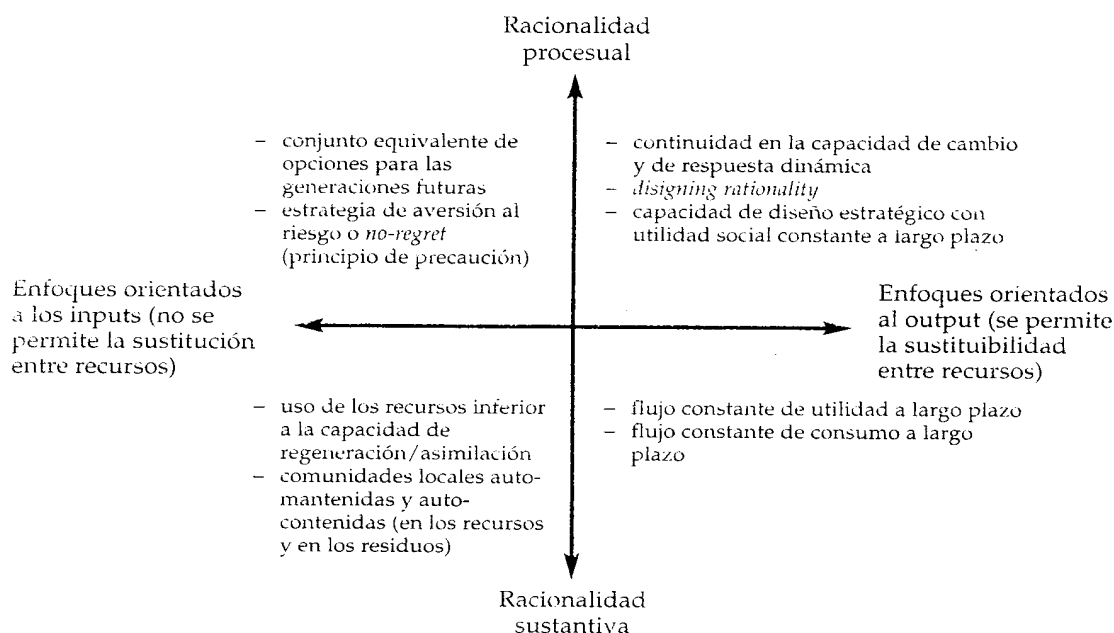 Racionalidad
procesual
– conjunto equivalente de
opciones para las
generaciones futuras
– estrategia de aversión al
riesgo o no-regret
(principio de precaución)
– continuidad en la capacidad de cambio
y de respuesta dinámica
– disigning rationality
– capacidad de diseño estratégico con
utilidad social constante a largo plazo
Enfoques orientados
a los inputs (no se
permite la sustitución
entre recursos)
Enfoques orientados
al output (se permite
la sustituibilidad
entre recursos)
– uso de los recursos inferior
a la capacidad de
regeneración/asimilación
– comunidades locales auto-
mantenidas y auto-
contenidas (en los recursos
y en los residuos)
– flujo constante de utilidad a largo plazo
– flujo constante de consumo a largo
plazo
Racionalidad
sustantiva